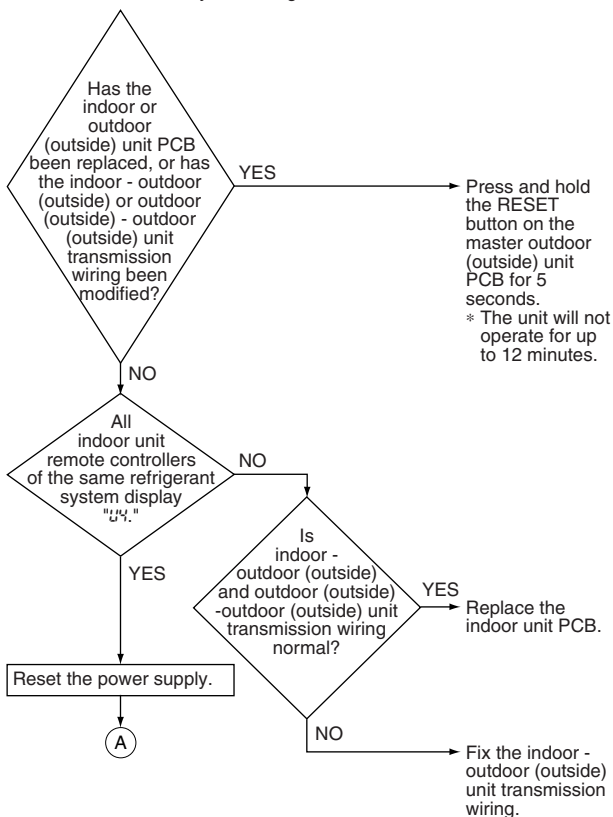 Has the
indoor or
outdoor
(outside) unit PCB
been replaced, or has
the indoor - outdoor
(outside) or outdoor
(outside) - outdoor
(outside) unit
transmission
wiring been
modified?
YES
Press and hold
the RESET
button on the
master outdoor
(outside) unit
PCB for 5
seconds.
* The unit will not
operate for up
to 12 minutes.
NO
All
indoor unit
remote controllers
of the same refrigerant
system display
"U4."
NO
YES
Is
indoor -
outdoor (outside)
and outdoor (outside)
-outdoor (outside) unit
transmission wiring
normal?
YES
Replace the
indoor unit PCB.
Reset the power supply.
A
NO
Fix the indoor -
outdoor (outside)
unit transmission
wiring.